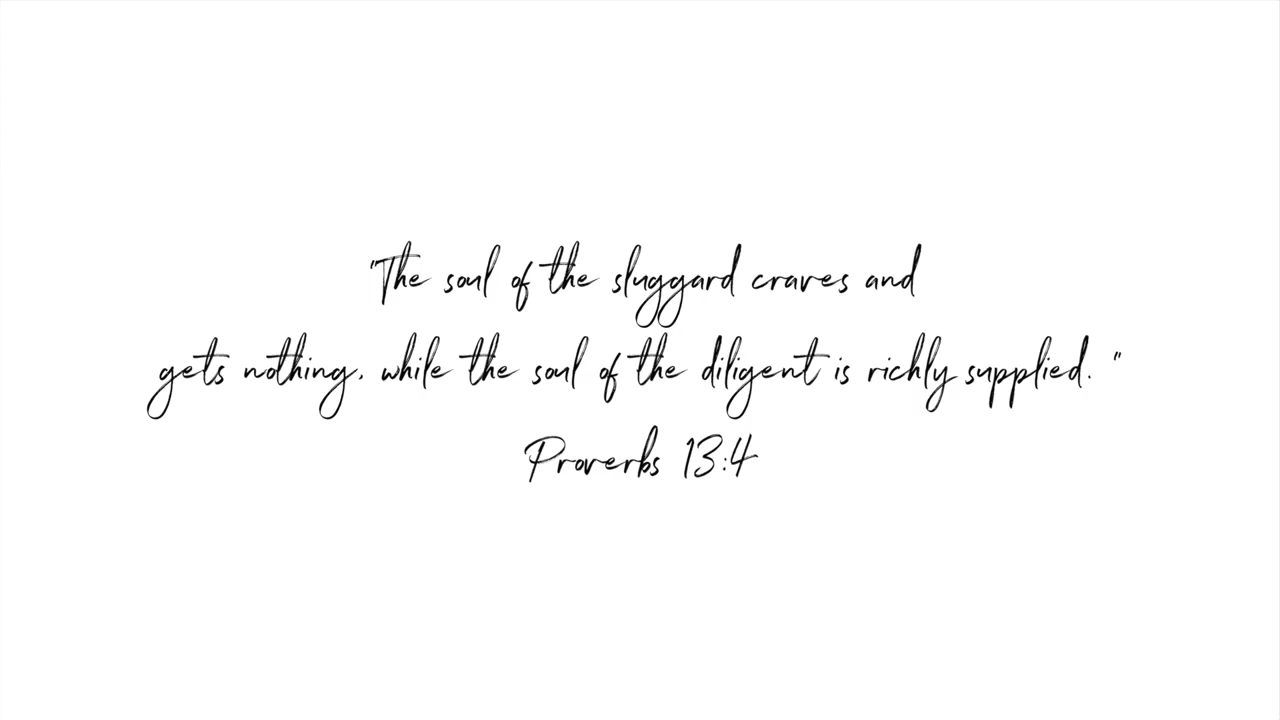 "The soul of the sluggard craves and
gets nothing, while the soul of the diligent is richly supplied. "
Proverbs 13:4